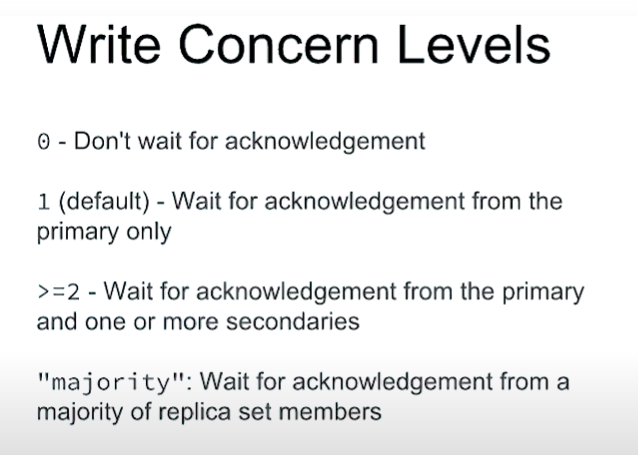 Write Concern Levels
0 - Don't wait for acknowledgement
1 (default) - Wait for acknowledgement from the
primary only
>=2 - Wait for acknowledgement from the primary
and one or more secondaries
"majority": Wait for acknowledgement from a
majority of replica set members